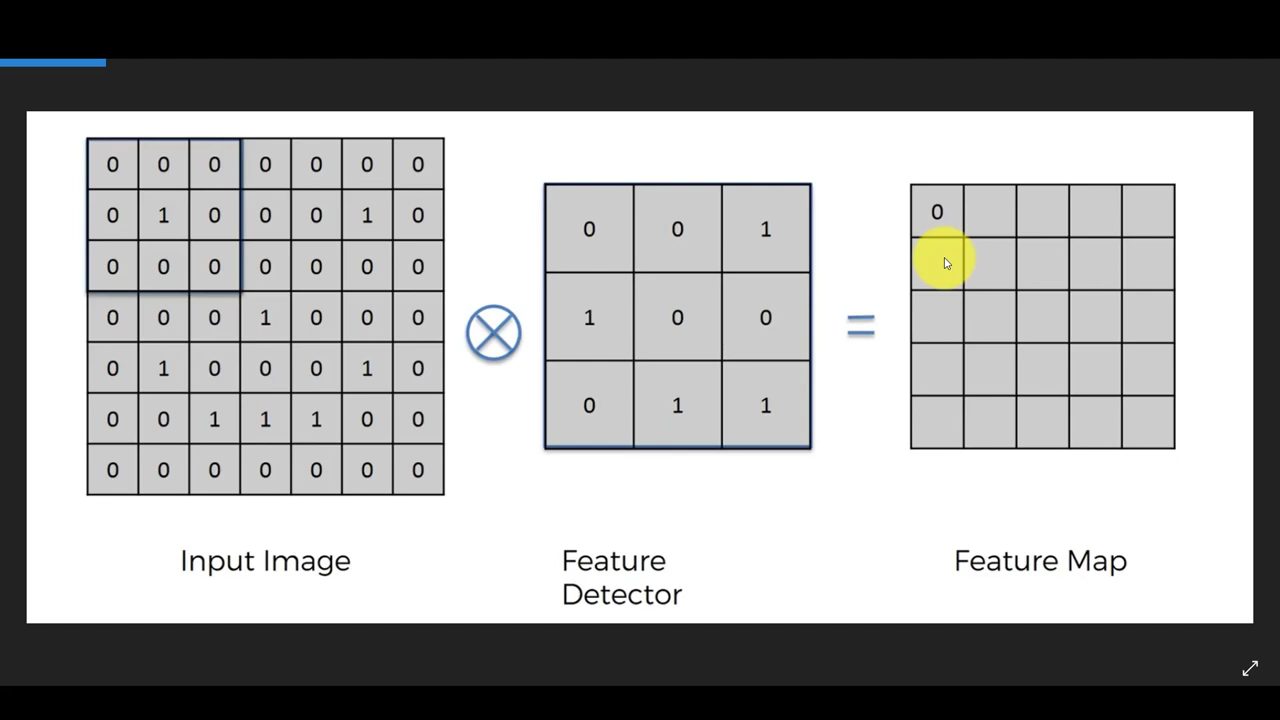 0 0 0 0 0 0 0
0 1 0 0 0 1 0
0 0 0 0 0 0 0
0 0 0 1 0 0 0
0 1 0 0 0 1 0
0 0 1 1 1 0 0
0 0 0 0 0 0 0
Input Image
0 0 1
1 0 0
0 1 1
Feature
Detector
=
0
Feature Map